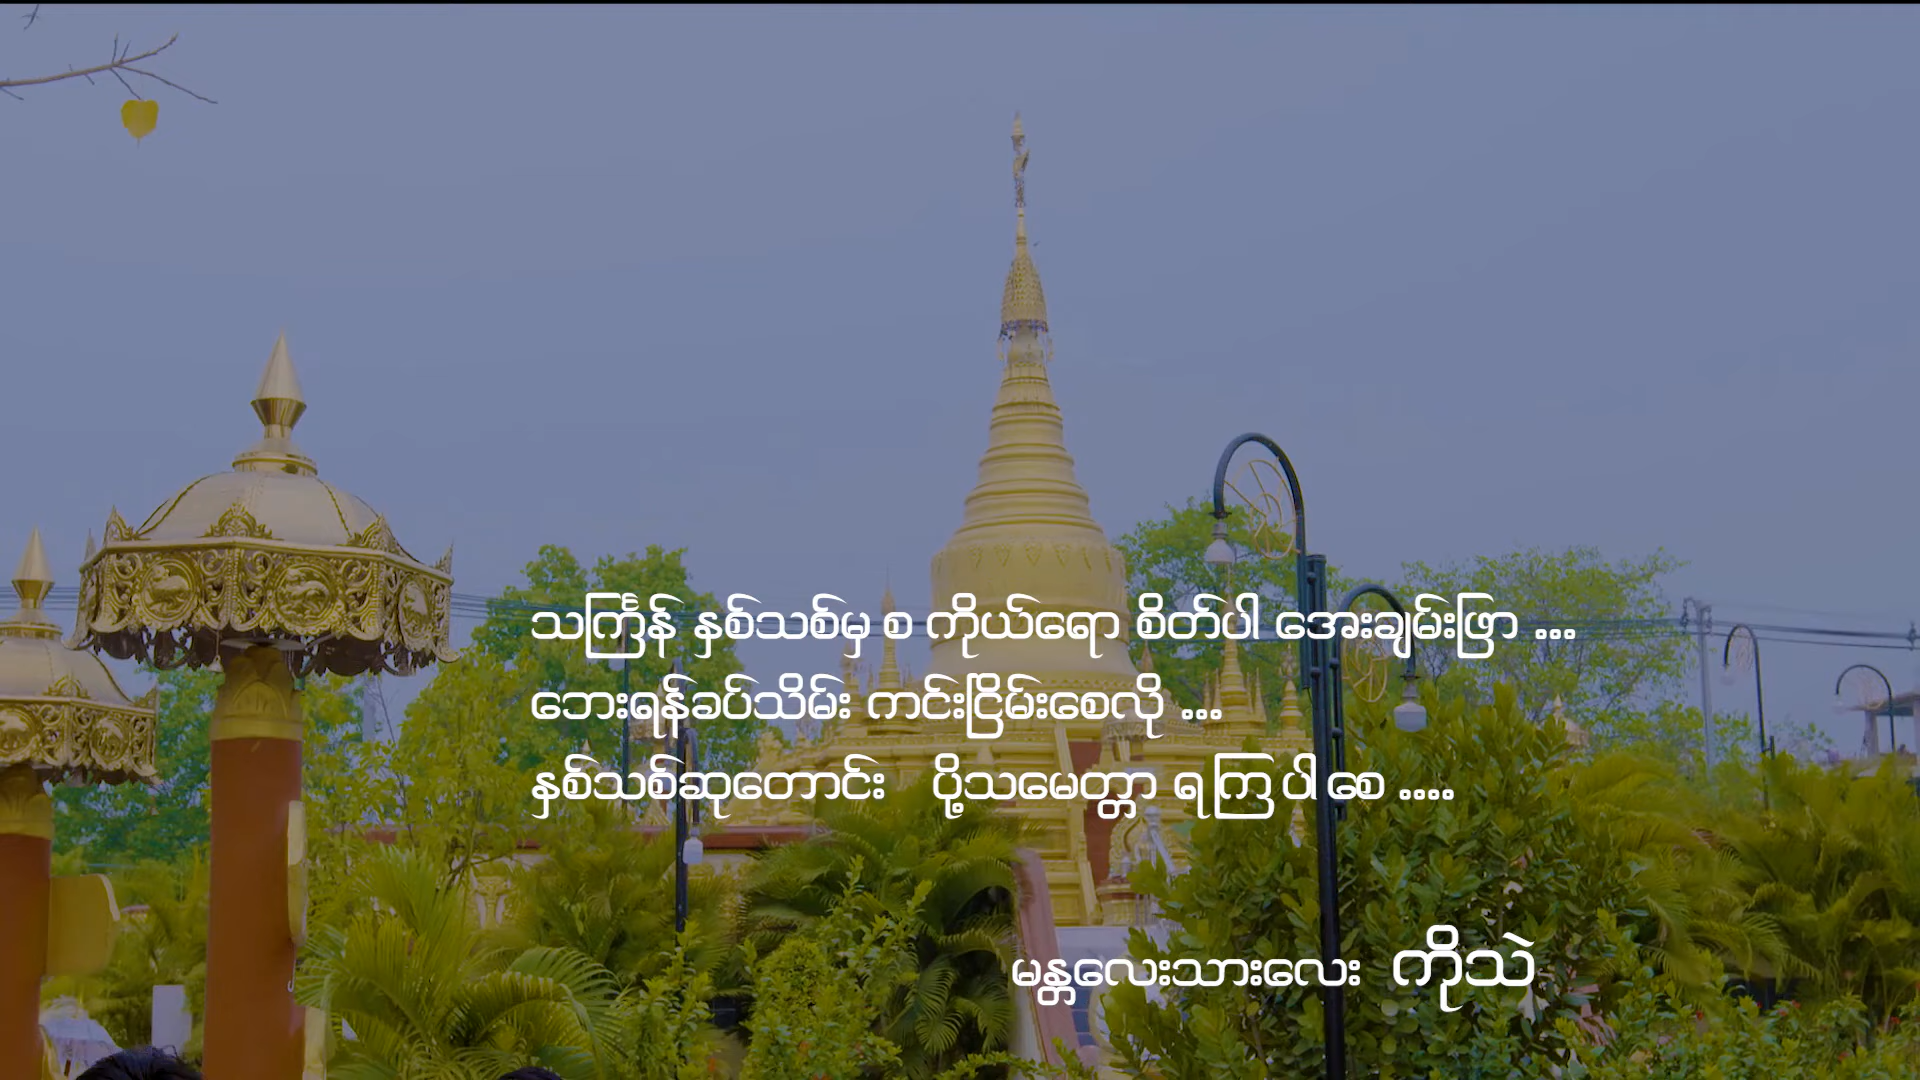 သင်္ကြန် နှစ်သစ်မှ စ ကိုယ်ရော စိတ်ပါ အေးချမ်းဖြာ ...
ဘေးရန်ခပ်သိမ်း ကင်းငြိမ်းစေလို ...
နှစ်သစ်ဆုတောင်း ပို့သမေတ္တာ ရကြပါစေ ....
မန္တလေးသားလေး ကိုသဲ